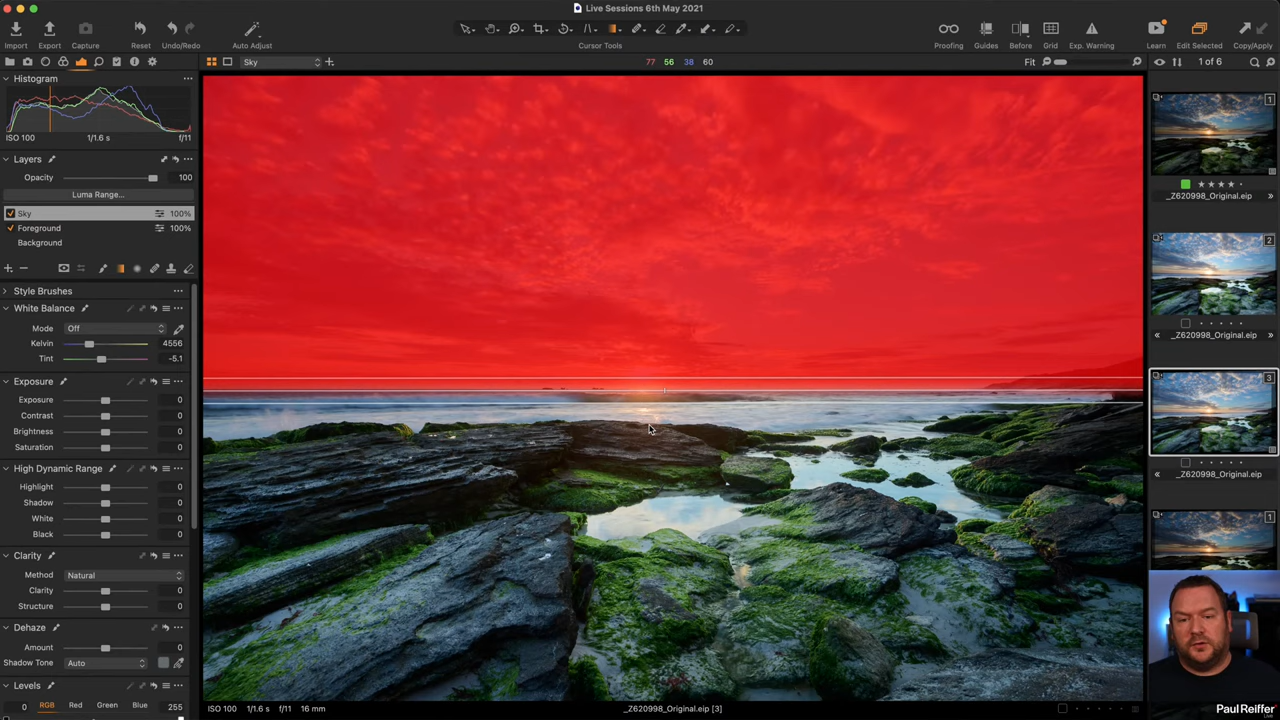 Live Sessions 6th May 2021
Import
Export
Capture
Reset
Undo/Redo
Auto Adjust
Cursor Tools
Proofing
Guides
Before
Grid
Exp. Warning
Learn
Edit Selected
Copy/Apply
Sky
77 56 38 60
Fit
1 of 6
Histogram
ISO 100 1/1.6 s f/11
Layers
Opacity 100
Luma Range...
Sky 100%
Foreground 100%
Background
Style Brushes
White Balance
Mode Off
Kelvin 4556
Tint -5.1
Exposure
Exposure 0
Contrast 0
Brightness 0
Saturation 0
High Dynamic Range
Highlight 0
Shadow 0
White 0
Black 0
Clarity
Method Natural
Clarity 0
Structure 0
Dehaze
Amount 0
Shadow Tone Auto
Levels
0 RGB Red Green Blue 255
ISO 100 1/1.6 s f/11 16 mm
_Z620998_Original.eip [3]
1
_Z620998_Original.eip
2
_Z620998_Original.eip
3
_Z620998_Original.eip
1
Paul Reiffer
Live